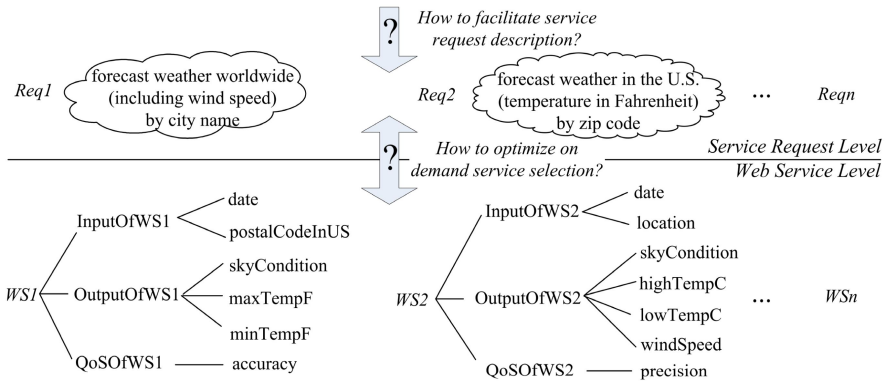 ?
How to facilitate service
request description?
Req1
forecast weather worldwide
(including wind speed)
by city name
Req2
forecast weather in the U.S.
(temperature in Fahrenheit)
by zip code
...
Reqn
?
How to optimize on
demand service selection?
Service Request Level
Web Service Level
WS1
InputOfWS1
date
postalCodeInUS
OutputOfWS1
skyCondition
maxTempF
minTempF
QoSOfWS1
accuracy
WS2
InputOfWS2
date
location
OutputOfWS2
skyCondition
highTempC
lowTempC
windSpeed
QoSOfWS2
precision
...
WSn